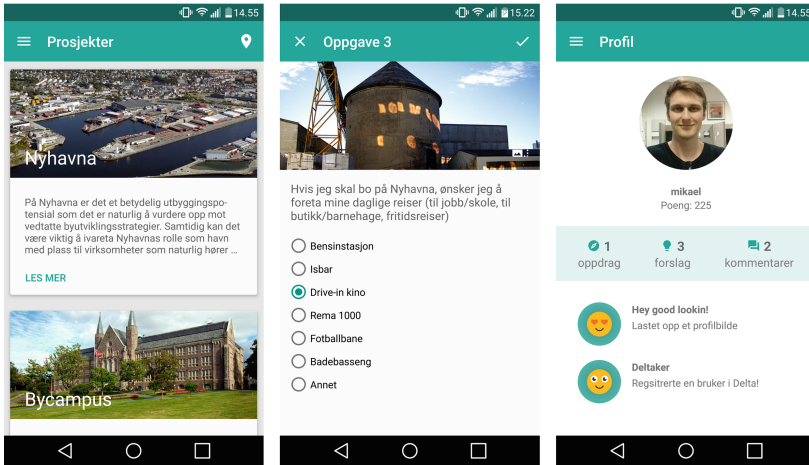 14.55
Prosjekter
Nyhavna
På Nyhavna er det et betydelig utbyggingspo-
tensial som det er naturlig å vurdere opp mot
vedtatte byutviklingsstrategier. Samtidig kan det
være viktig å ivareta Nyhavnas rolle som havn
med plass til virksomheter som naturlig hører ...
LES MER
Bycampus
15.22
Oppgave 3
Hvis jeg skal bo på Nyhavna, ønsker jeg å
foreta mine daglige reiser (til jobb/skole, til
butikk/barnehage, fritidsreiser)
Bensinstasjon
Isbar
Drive-in kino
Rema 1000
Fotballbane
Badebasseng
Annet
14.55
Profil
mikael
Poeng: 225
1 3 2
oppdrag forslag kommentarer
Hey good lookin!
Lastet opp et profilbilde
Deltaker
Regsitrerte en bruker i Delta!